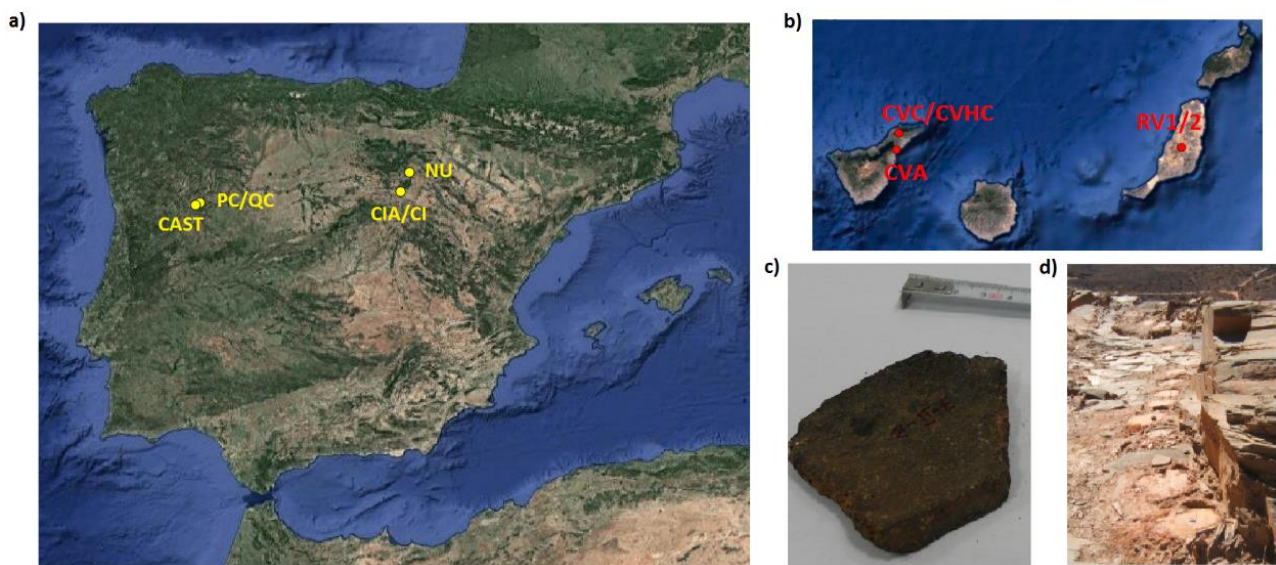 a)
NU
PC/QC
CIA/CI
CAST
b)
CVC/CVHC
RV1/2
CVA
c)
d)